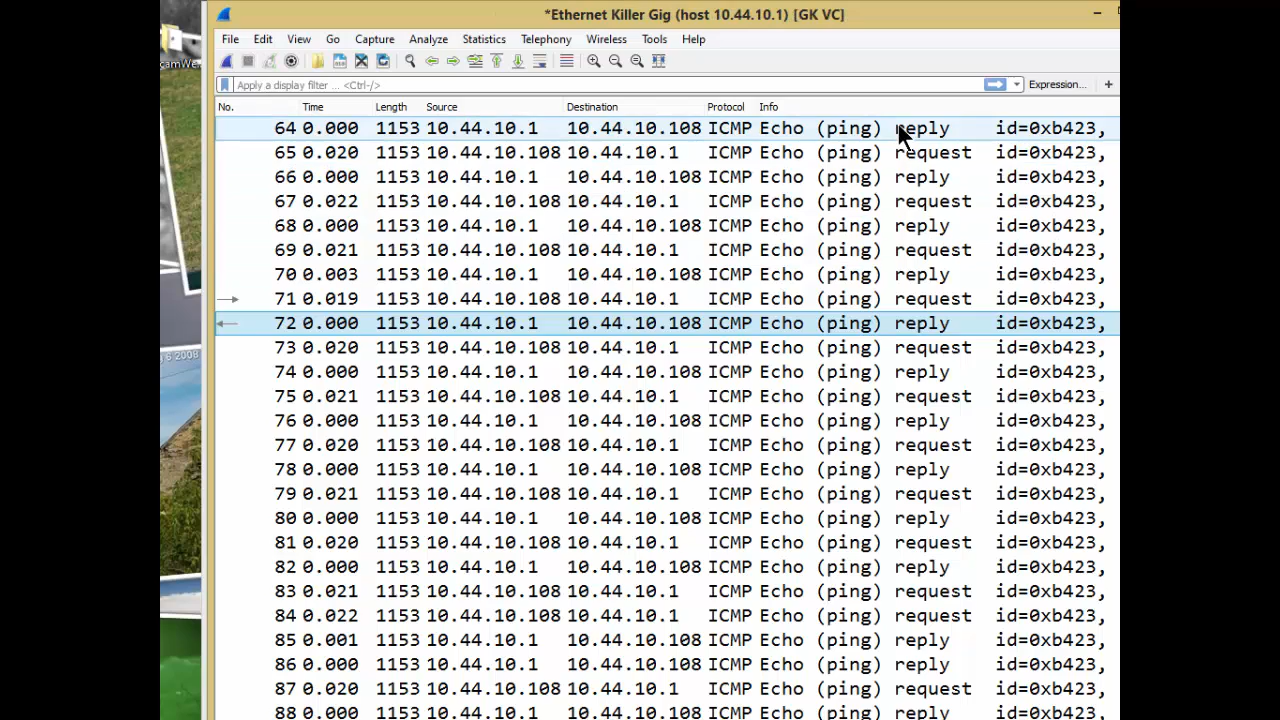 *Ethernet Killer Gig (host 10.44.10.1) [GK VC]
File Edit View Go Capture Analyze Statistics Telephony Wireless Tools Help
Apply a display filter ... <Ctrl-/> Expression... +
No. Time Length Source Destination Protocol Info
64 0.000 1153 10.44.10.1 10.44.10.108 ICMP Echo (ping) reply id=0xb423,
65 0.020 1153 10.44.10.108 10.44.10.1 ICMP Echo (ping) request id=0xb423,
66 0.000 1153 10.44.10.1 10.44.10.108 ICMP Echo (ping) reply id=0xb423,
67 0.022 1153 10.44.10.108 10.44.10.1 ICMP Echo (ping) request id=0xb423,
68 0.000 1153 10.44.10.1 10.44.10.108 ICMP Echo (ping) reply id=0xb423,
69 0.021 1153 10.44.10.108 10.44.10.1 ICMP Echo (ping) request id=0xb423,
70 0.003 1153 10.44.10.1 10.44.10.108 ICMP Echo (ping) reply id=0xb423,
71 0.019 1153 10.44.10.108 10.44.10.1 ICMP Echo (ping) request id=0xb423,
72 0.000 1153 10.44.10.1 10.44.10.108 ICMP Echo (ping) reply id=0xb423,
73 0.020 1153 10.44.10.108 10.44.10.1 ICMP Echo (ping) request id=0xb423,
74 0.000 1153 10.44.10.1 10.44.10.108 ICMP Echo (ping) reply id=0xb423,
75 0.021 1153 10.44.10.108 10.44.10.1 ICMP Echo (ping) request id=0xb423,
76 0.000 1153 10.44.10.1 10.44.10.108 ICMP Echo (ping) reply id=0xb423,
77 0.020 1153 10.44.10.108 10.44.10.1 ICMP Echo (ping) request id=0xb423,
78 0.000 1153 10.44.10.1 10.44.10.108 ICMP Echo (ping) reply id=0xb423,
79 0.021 1153 10.44.10.108 10.44.10.1 ICMP Echo (ping) request id=0xb423,
80 0.000 1153 10.44.10.1 10.44.10.108 ICMP Echo (ping) reply id=0xb423,
81 0.020 1153 10.44.10.108 10.44.10.1 ICMP Echo (ping) request id=0xb423,
82 0.000 1153 10.44.10.1 10.44.10.108 ICMP Echo (ping) reply id=0xb423,
83 0.021 1153 10.44.10.108 10.44.10.1 ICMP Echo (ping) request id=0xb423,
84 0.022 1153 10.44.10.108 10.44.10.1 ICMP Echo (ping) request id=0xb423,
85 0.001 1153 10.44.10.1 10.44.10.108 ICMP Echo (ping) reply id=0xb423,
86 0.000 1153 10.44.10.1 10.44.10.108 ICMP Echo (ping) reply id=0xb423,
87 0.020 1153 10.44.10.108 10.44.10.1 ICMP Echo (ping) request id=0xb423,
88 0.000 1153 10.44.10.1 10.44.10.108 ICMP Echo (ping) reply id=0xb423,